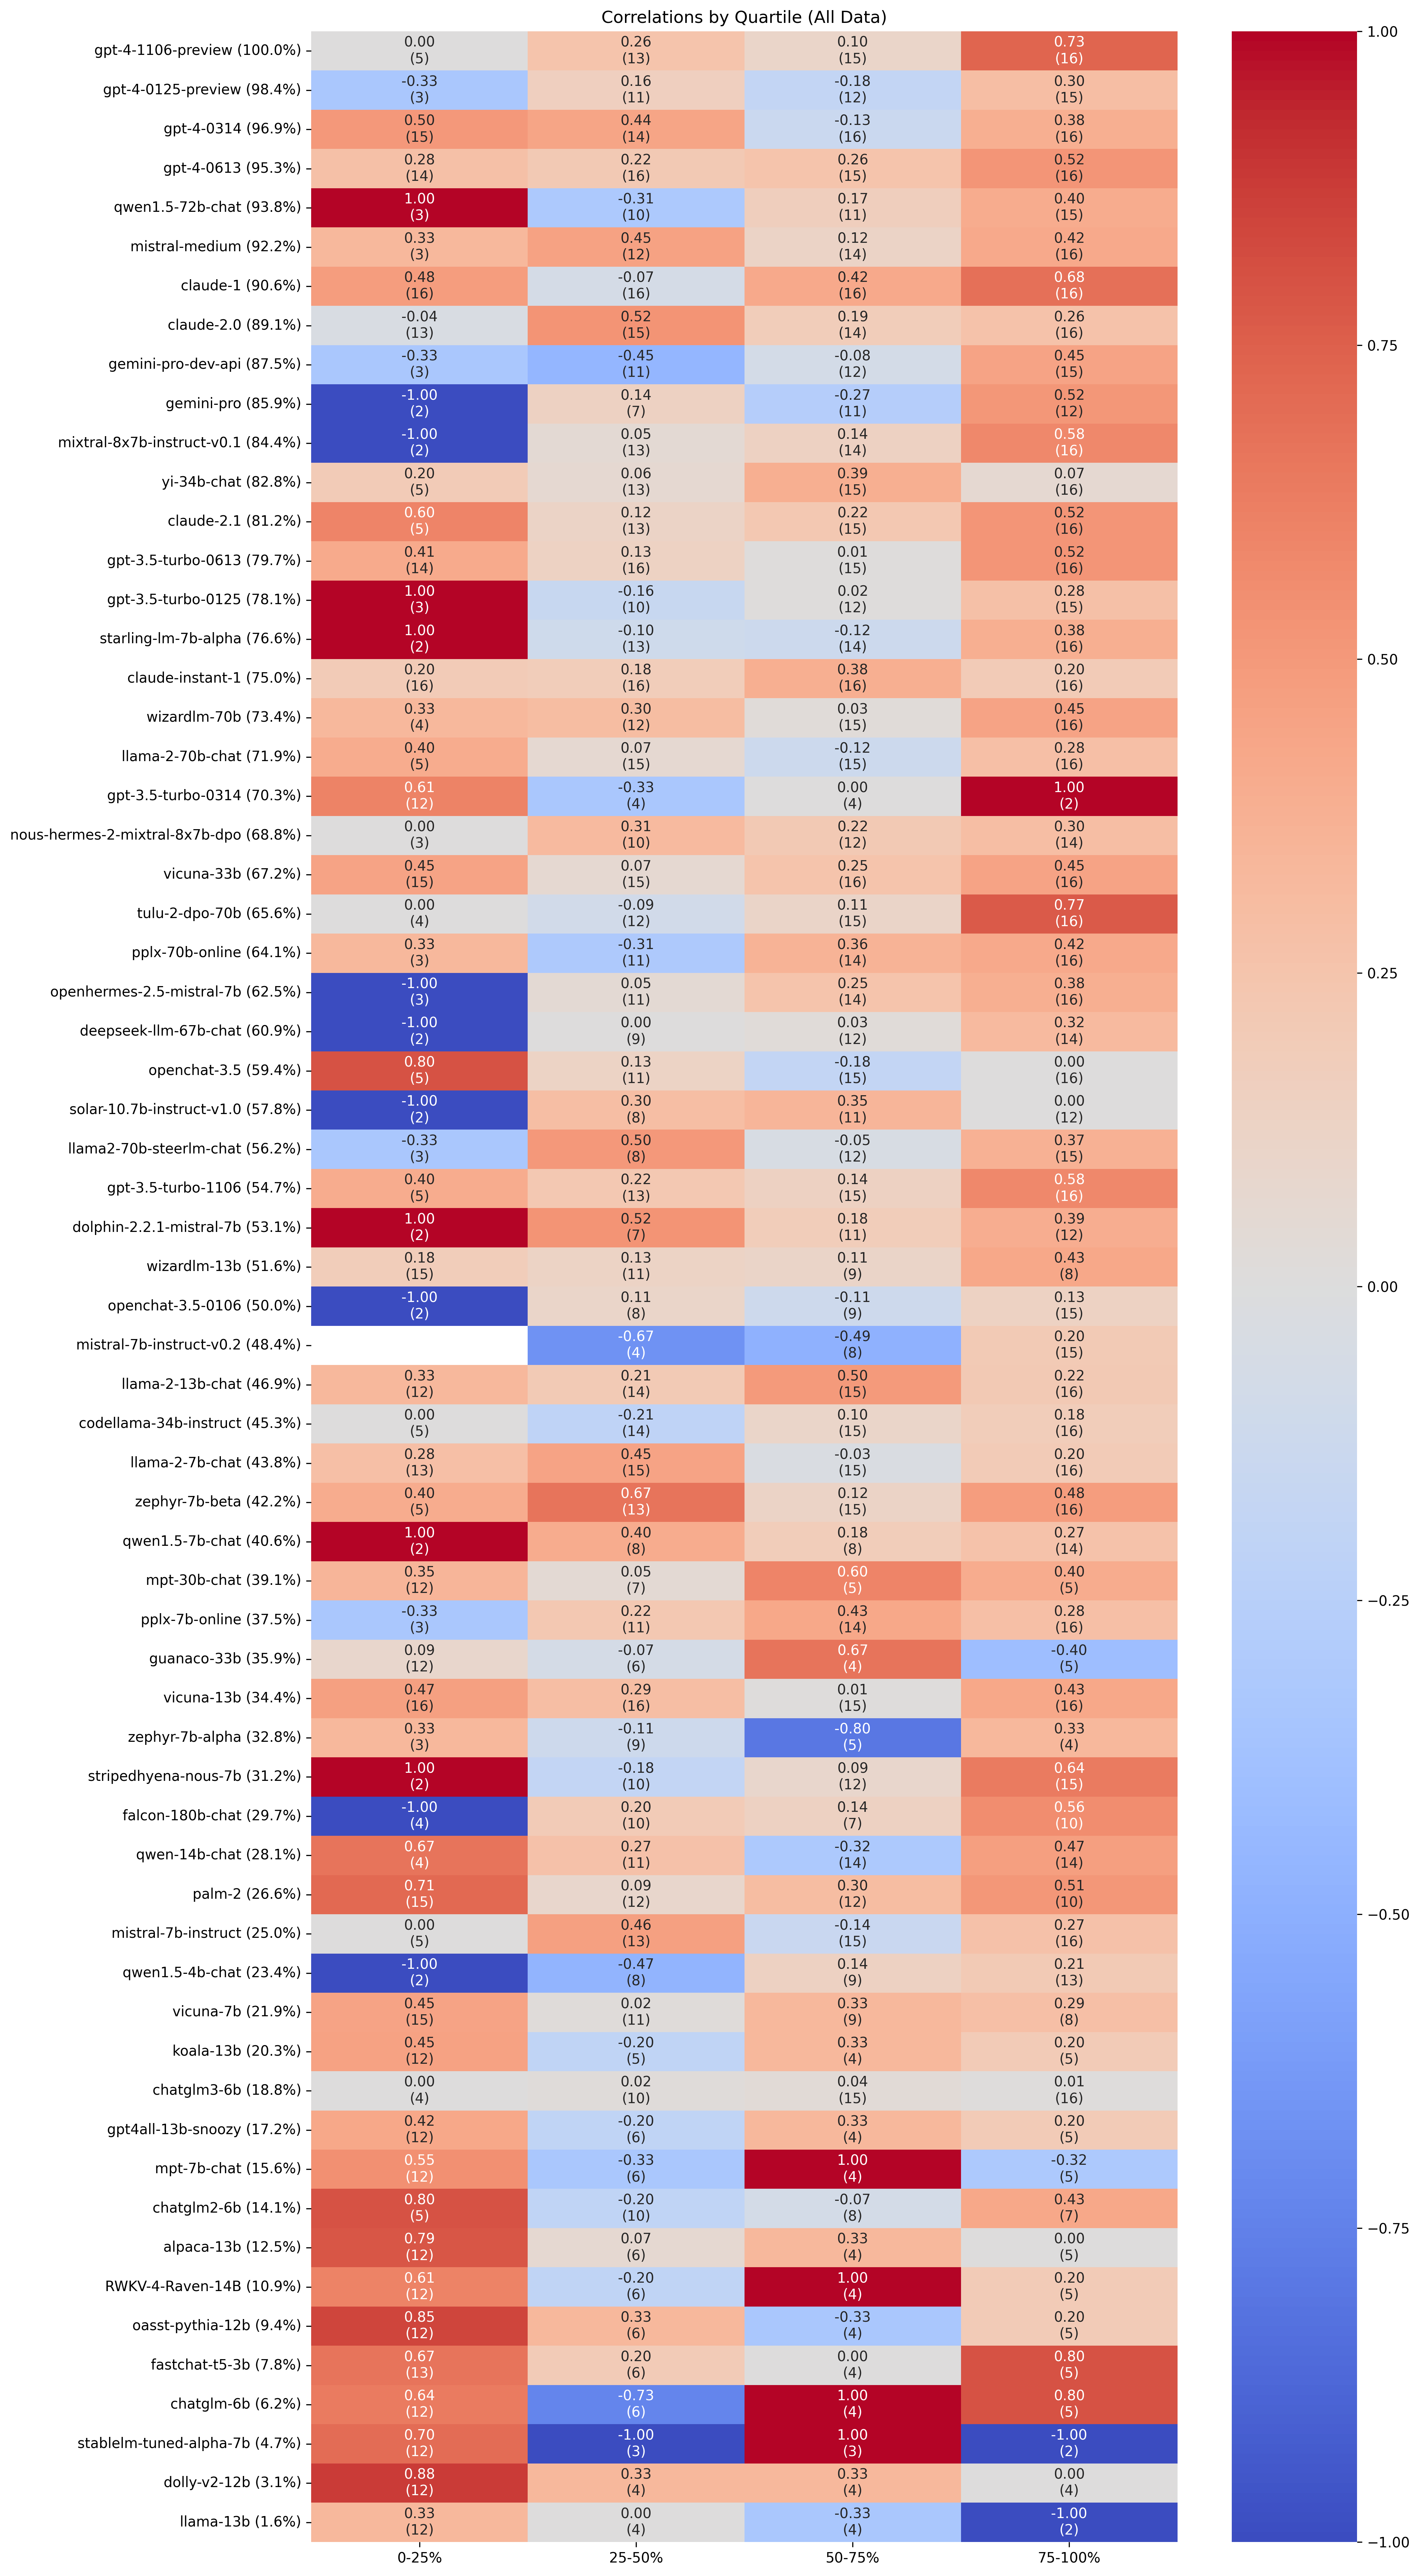 Correlations by Quartile (All Data)
gpt-4-1106-preview (100.0%) 0.00 0.26 0.10 0.73
(5) (13) (15) (16)
gpt-4-0125-preview (98.4%) -0.33 0.16 -0.18 0.30
(3) (11) (12) (15)
gpt-4-0314 (96.9%) 0.50 0.44 -0.13 0.38
(15) (14) (16) (16)
gpt-4-0613 (95.3%) 0.28 0.22 0.26 0.52
(14) (16) (15) (16)
qwen1.5-72b-chat (93.8%) 1.00 -0.31 0.17 0.40
(3) (10) (11) (15)
mistral-medium (92.2%) 0.33 0.45 0.12 0.42
(3) (12) (14) (16)
claude-1 (90.6%) 0.48 -0.07 0.42 0.68
(16) (16) (16) (16)
claude-2.0 (89.1%) -0.04 0.52 0.19 0.26
(13) (15) (14) (16)
gemini-pro-dev-api (87.5%) -0.33 -0.45 -0.08 0.45
(3) (11) (12) (15)
gemini-pro (85.9%) -1.00 0.14 -0.27 0.52
(2) (7) (11) (12)
mixtral-8x7b-instruct-v0.1 (84.4%) -1.00 0.05 0.14 0.58
(2) (13) (14) (16)
yi-34b-chat (82.8%) 0.20 0.06 0.39 0.07
(5) (13) (15) (16)
claude-2.1 (81.2%) 0.60 0.12 0.22 0.52
(5) (13) (15) (16)
gpt-3.5-turbo-0613 (79.7%) 0.41 0.13 0.01 0.52
(14) (16) (15) (16)
gpt-3.5-turbo-0125 (78.1%) 1.00 -0.16 0.02 0.28
(3) (10) (12) (15)
starling-lm-7b-alpha (76.6%) 1.00 -0.10 -0.12 0.38
(2) (13) (14) (16)
claude-instant-1 (75.0%) 0.20 0.18 0.38 0.20
(16) (16) (16) (16)
wizardlm-70b (73.4%) 0.33 0.30 0.03 0.45
(4) (12) (15) (16)
llama-2-70b-chat (71.9%) 0.40 0.07 -0.12 0.28
(5) (15) (15) (16)
gpt-3.5-turbo-0314 (70.3%) 0.61 -0.33 0.00 1.00
(12) (4) (4) (2)
nous-hermes-2-mixtral-8x7b-dpo (68.8%) 0.00 0.31 0.22 0.30
(3) (10) (12) (14)
vicuna-33b (67.2%) 0.45 0.07 0.25 0.45
(15) (15) (16) (16)
tulu-2-dpo-70b (65.6%) 0.00 -0.09 0.11 0.77
(4) (12) (15) (16)
pplx-70b-online (64.1%) 0.33 -0.31 0.36 0.42
(3) (11) (14) (16)
openhermes-2.5-mistral-7b (62.5%) -1.00 0.05 0.25 0.38
(3) (11) (14) (16)
deepseek-llm-67b-chat (60.9%) -1.00 0.00 0.03 0.32
(2) (9) (12) (14)
openchat-3.5 (59.4%) 0.80 0.13 -0.18 0.00
(5) (11) (15) (16)
solar-10.7b-instruct-v1.0 (57.8%) -1.00 0.30 0.35 0.00
(2) (8) (11) (12)
llama2-70b-steerlm-chat (56.2%) -0.33 0.50 -0.05 0.37
(3) (8) (12) (15)
gpt-3.5-turbo-1106 (54.7%) 0.40 0.22 0.14 0.58
(5) (13) (15) (16)
dolphin-2.2.1-mistral-7b (53.1%) 1.00 0.52 0.18 0.39
(2) (7) (11) (12)
wizardlm-13b (51.6%) 0.18 0.13 0.11 0.43
(15) (11) (9) (8)
openchat-3.5-0106 (50.0%) -1.00 0.11 -0.11 0.13
(2) (8) (9) (15)
mistral-7b-instruct-v0.2 (48.4%) -0.67 -0.49 0.20
(4) (8) (15)
llama-2-13b-chat (46.9%) 0.33 0.21 0.50 0.22
(12) (14) (15) (16)
codellama-34b-instruct (45.3%) 0.00 -0.21 0.10 0.18
(5) (14) (15) (16)
llama-2-7b-chat (43.8%) 0.28 0.45 -0.03 0.20
(13) (15) (15) (16)
zephyr-7b-beta (42.2%) 0.40 0.67 0.12 0.48
(5) (13) (15) (16)
qwen1.5-7b-chat (40.6%) 1.00 0.40 0.18 0.27
(2) (8) (8) (14)
mpt-30b-chat (39.1%) 0.35 0.05 0.60 0.40
(12) (7) (5) (5)
pplx-7b-online (37.5%) -0.33 0.22 0.43 0.28
(3) (11) (14) (16)
guanaco-33b (35.9%) 0.09 -0.07 0.67 -0.40
(12) (6) (4) (5)
vicuna-13b (34.4%) 0.47 0.29 0.01 0.43
(16) (16) (15) (16)
zephyr-7b-alpha (32.8%) 0.33 -0.11 -0.80 0.33
(3) (9) (5) (4)
stripedhyena-nous-7b (31.2%) 1.00 -0.18 0.09 0.64
(2) (10) (12) (15)
falcon-180b-chat (29.7%) -1.00 0.20 0.14 0.56
(4) (10) (7) (10)
qwen-14b-chat (28.1%) 0.67 0.27 -0.32 0.47
(4) (11) (14) (14)
palm-2 (26.6%) 0.71 0.09 0.30 0.51
(15) (12) (12) (10)
mistral-7b-instruct (25.0%) 0.00 0.46 -0.14 0.27
(5) (13) (15) (16)
qwen1.5-4b-chat (23.4%) -1.00 -0.47 0.14 0.21
(2) (8) (9) (13)
vicuna-7b (21.9%) 0.45 0.02 0.33 0.29
(15) (11) (9) (8)
koala-13b (20.3%) 0.45 -0.20 0.33 0.20
(12) (5) (4) (5)
chatglm3-6b (18.8%) 0.00 0.02 0.04 0.01
(4) (10) (15) (16)
gpt4all-13b-snoozy (17.2%) 0.42 -0.20 0.33 0.20
(12) (6) (4) (5)
mpt-7b-chat (15.6%) 0.55 -0.33 1.00 -0.32
(12) (6) (4) (5)
chatglm2-6b (14.1%) 0.80 -0.20 -0.07 0.43
(5) (10) (8) (7)
alpaca-13b (12.5%) 0.79 0.07 0.33 0.00
(12) (6) (4) (5)
RWKV-4-Raven-14B (10.9%) 0.61 -0.20 1.00 0.20
(12) (6) (4) (5)
oasst-pythia-12b (9.4%) 0.85 0.33 -0.33 0.20
(12) (6) (4) (5)
fastchat-t5-3b (7.8%) 0.67 0.20 0.00 0.80
(13) (6) (4) (5)
chatglm-6b (6.2%) 0.64 -0.73 1.00 0.80
(12) (6) (4) (5)
stablelm-tuned-alpha-7b (4.7%) 0.70 -1.00 1.00 -1.00
(12) (3) (3) (2)
dolly-v2-12b (3.1%) 0.88 0.33 0.33 0.00
(12) (4) (4) (4)
llama-13b (1.6%) 0.33 0.00 -0.33 -1.00
(12) (4) (4) (2)
0-25% 25-50% 50-75% 75-100%
1.00
0.75
0.50
0.25
0.00
−0.25
−0.50
−0.75
−1.00